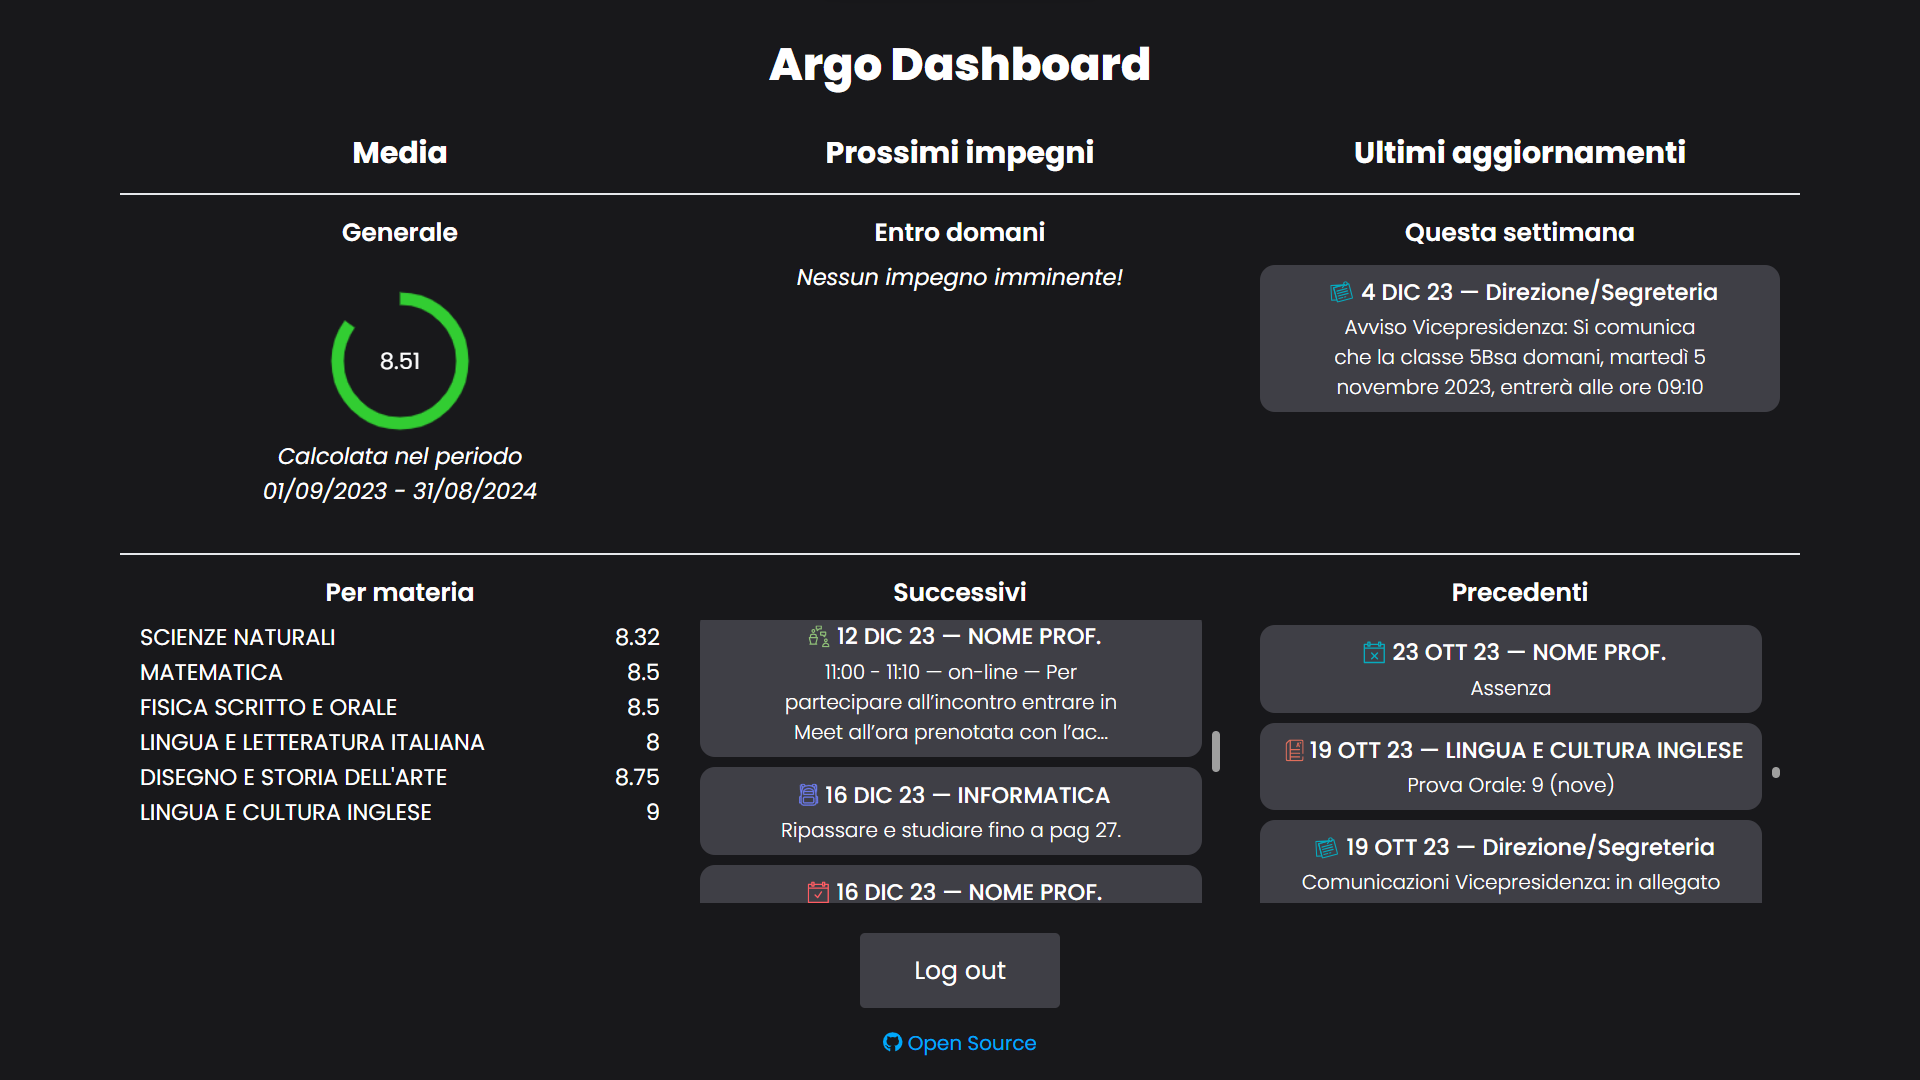 Argo Dashboard
Media
Prossimi impegni
Ultimi aggiornamenti
Generale
8.51
Calcolata nel periodo
01/09/2023 - 31/08/2024
Entro domani
Nessun impegno imminente!
Questa settimana
4 DIC 23 — Direzione/Segreteria
Avviso Vicepresidenza: Si comunica
che la classe 5Bsa domani, martedì 5
novembre 2023, entrerà alle ore 09:10
Per materia
SCIENZE NATURALI 8.32
MATEMATICA 8.5
FISICA SCRITTO E ORALE 8.5
LINGUA E LETTERATURA ITALIANA 8
DISEGNO E STORIA DELL'ARTE 8.75
LINGUA E CULTURA INGLESE 9
Successivi
12 DIC 23 — NOME PROF.
11:00 - 11:10 — on-line — Per
partecipare all’incontro entrare in
Meet all’ora prenotata con l’ac...
16 DIC 23 — INFORMATICA
Ripassare e studiare fino a pag 27.
16 DIC 23 — NOME PROF.
Precedenti
23 OTT 23 — NOME PROF.
Assenza
19 OTT 23 — LINGUA E CULTURA INGLESE
Prova Orale: 9 (nove)
19 OTT 23 — Direzione/Segreteria
Comunicazioni Vicepresidenza: in allegato
Log out
Open Source